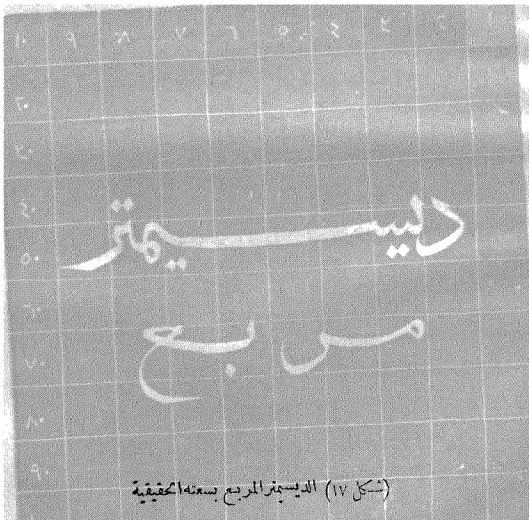 ١٠ ٩ ٨ ٧ ٦ ٥ ٤ ٣ ٢ ١
٢٠
٣٠
٤٠
ديسيمتر
٥٠
٦٠
مربع
٧٠
٨٠
٩٠
(شكل ١٧) الديسيمتر المربع بسعته الحقيقية